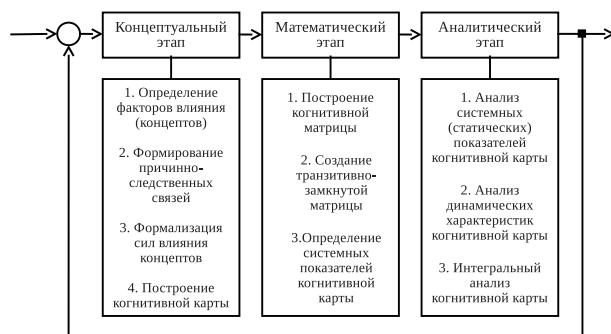 Концептуальный
этап
Математический
этап
Аналитический
этап
1. Определение
факторов влияния
(концептов)
2. Формирование
причинно-
следственных
связей
3. Формализация
сил влияния
концептов
4. Построение
когнитивной карты
1. Построение
когнитивной
матрицы
2. Создание
транзитивно-
замкнутой
матрицы
3.Определение
системных
показателей
когнитивной
карты
1. Анализ
системных
(статических)
показателей
когнитивной карты
2. Анализ
динамических
характеристик
когнитивной карты
3. Интегральный
анализ
когнитивной карты